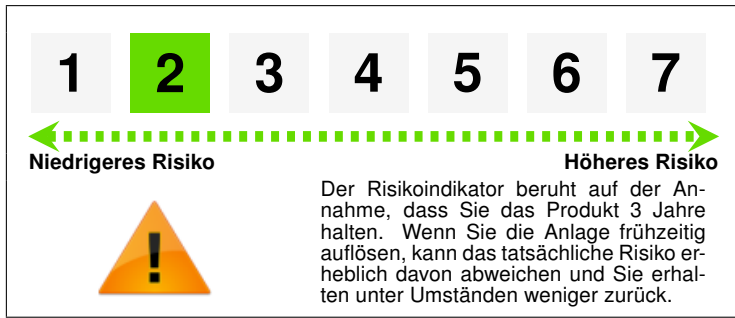 1 2 3 4 5 6 7
Niedrigeres Risiko Höheres Risiko
Der Risikoindikator beruht auf der An-
nahme, dass Sie das Produkt 3 Jahre
halten. Wenn Sie die Anlage frühzeitig
auflösen, kann das tatsächliche Risiko er-
heblich davon abweichen und Sie erhal-
ten unter Umständen weniger zurück.